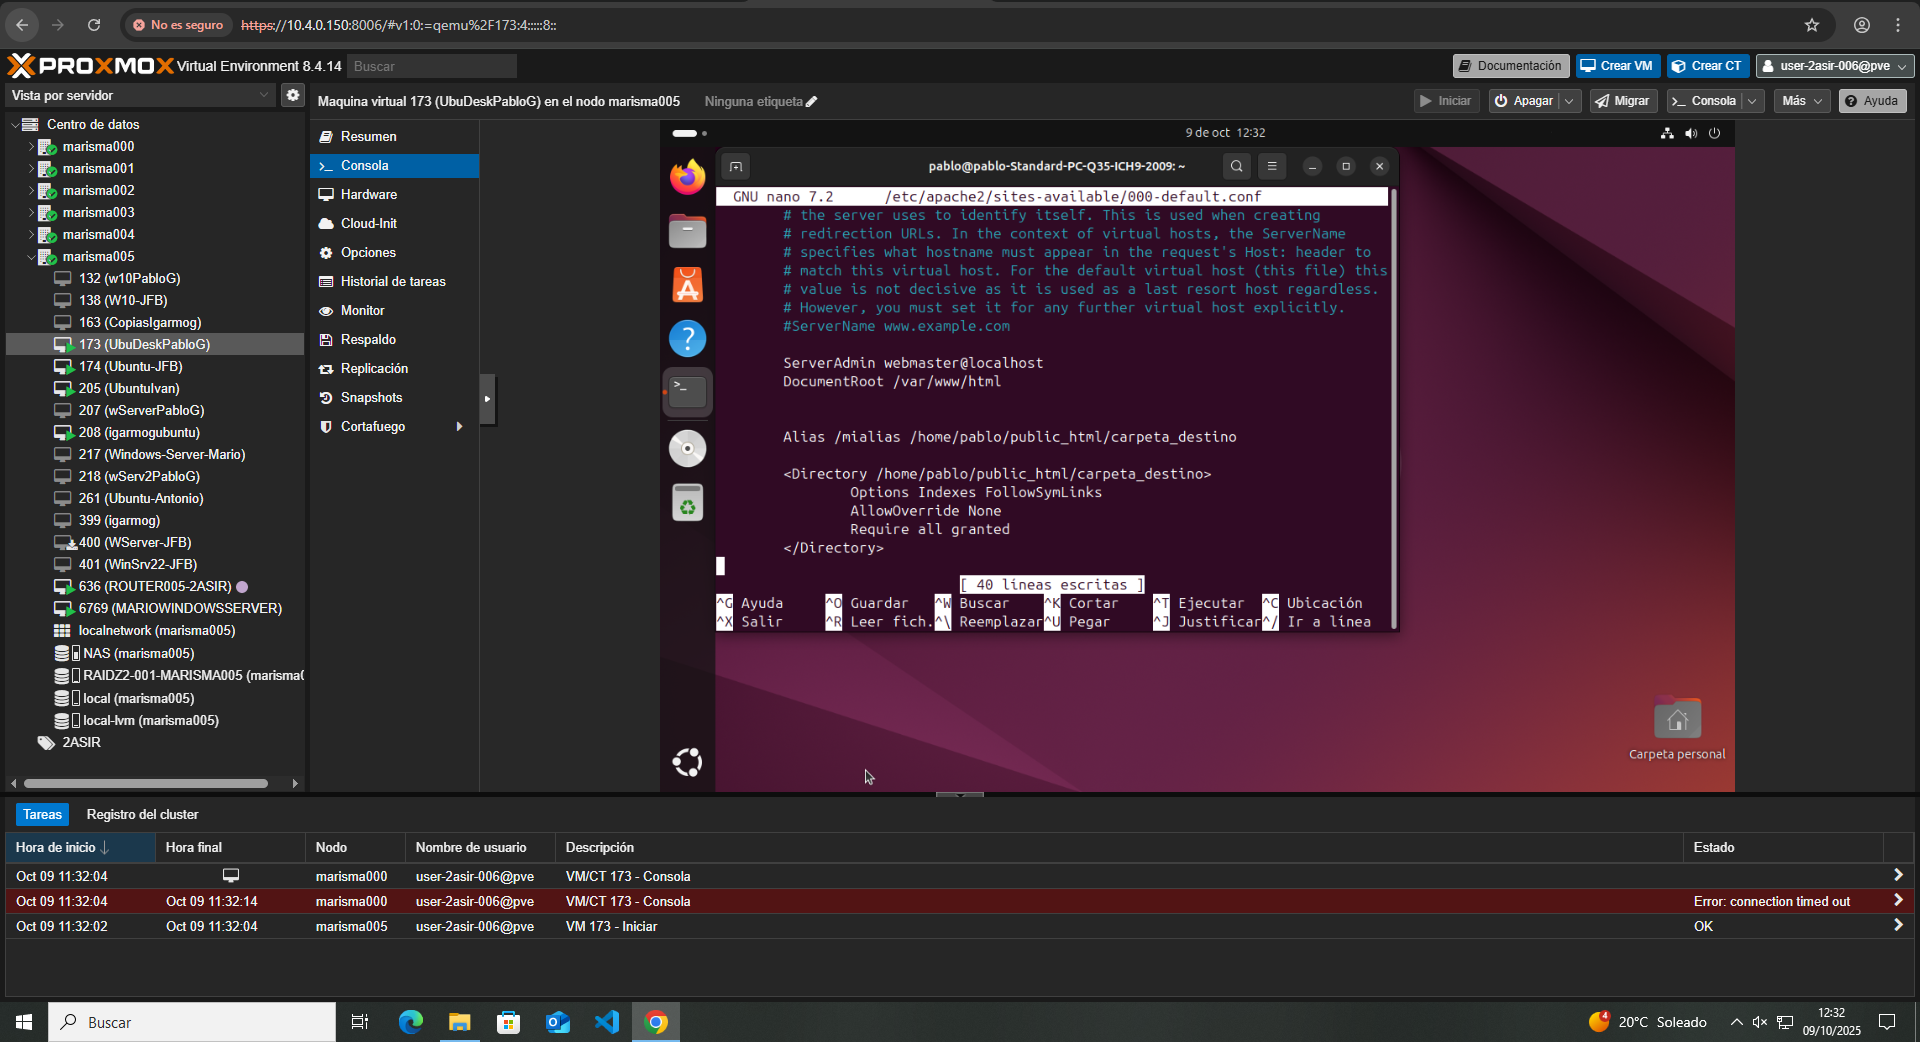 No es seguro https://10.4.0.150:8006/#v1:0:=qemu%2F173:4:::::8::
PROXMOX Virtual Environment 8.4.14 Buscar Documentación Crear VM Crear CT user-2asir-006@pve
Vista por servidor
Maquina virtual 173 (UbuDeskPabloG) en el nodo marisma005 Ninguna etiqueta Iniciar Apagar Migrar >_ Consola Más Ayuda
Centro de datos
marisma000
marisma001
marisma002
marisma003
marisma004
marisma005
132 (w10PabloG)
138 (W10-JFB)
163 (CopiasIgarmog)
173 (UbuDeskPabloG)
174 (Ubuntu-JFB)
205 (UbuntuIvan)
207 (wServerPabloG)
208 (igarmogubuntu)
217 (Windows-Server-Mario)
218 (wServ2PabloG)
261 (Ubuntu-Antonio)
399 (igarmog)
400 (WServer-JFB)
401 (WinSrv22-JFB)
636 (ROUTER005-2ASIR)
6769 (MARIOWINDOWSSERVER)
localnetwork (marisma005)
NAS (marisma005)
RAIDZ2-001-MARISMA005 (marisma0
local (marisma005)
local-lvm (marisma005)
2ASIR
Resumen
>_ Consola
Hardware
Cloud-Init
Opciones
Historial de tareas
Monitor
Respaldo
Replicación
Snapshots
Cortafuego
9 de oct 12:32
pablo@pablo-Standard-PC-Q35-ICH9-2009: ~
GNU nano 7.2 /etc/apache2/sites-available/000-default.conf
# the server uses to identify itself. This is used when creating
# redirection URLs. In the context of virtual hosts, the ServerName
# specifies what hostname must appear in the request's Host: header to
# match this virtual host. For the default virtual host (this file) this
# value is not decisive as it is used as a last resort host regardless.
# However, you must set it for any further virtual host explicitly.
#ServerName www.example.com
ServerAdmin webmaster@localhost
DocumentRoot /var/www/html
Alias /mialias /home/pablo/public_html/carpeta_destino
<Directory /home/pablo/public_html/carpeta_destino>
Options Indexes FollowSymLinks
AllowOverride None
Require all granted
</Directory>
[ 40 líneas escritas ]
^G Ayuda ^O Guardar ^W Buscar ^K Cortar ^T Ejecutar ^C Ubicación
^X Salir ^R Leer fich. ^\ Reemplazar ^U Pegar ^J Justificar ^/ Ir a línea
Carpeta personal
Tareas Registro del cluster
Hora de inicio Hora final Nodo Nombre de usuario Descripción Estado
Oct 09 11:32:04 marisma000 user-2asir-006@pve VM/CT 173 - Consola
Oct 09 11:32:04 Oct 09 11:32:14 marisma000 user-2asir-006@pve VM/CT 173 - Consola Error: connection timed out
Oct 09 11:32:02 Oct 09 11:32:04 marisma005 user-2asir-006@pve VM 173 - Iniciar OK
Buscar 4 20°C Soleado 12:32
09/10/2025